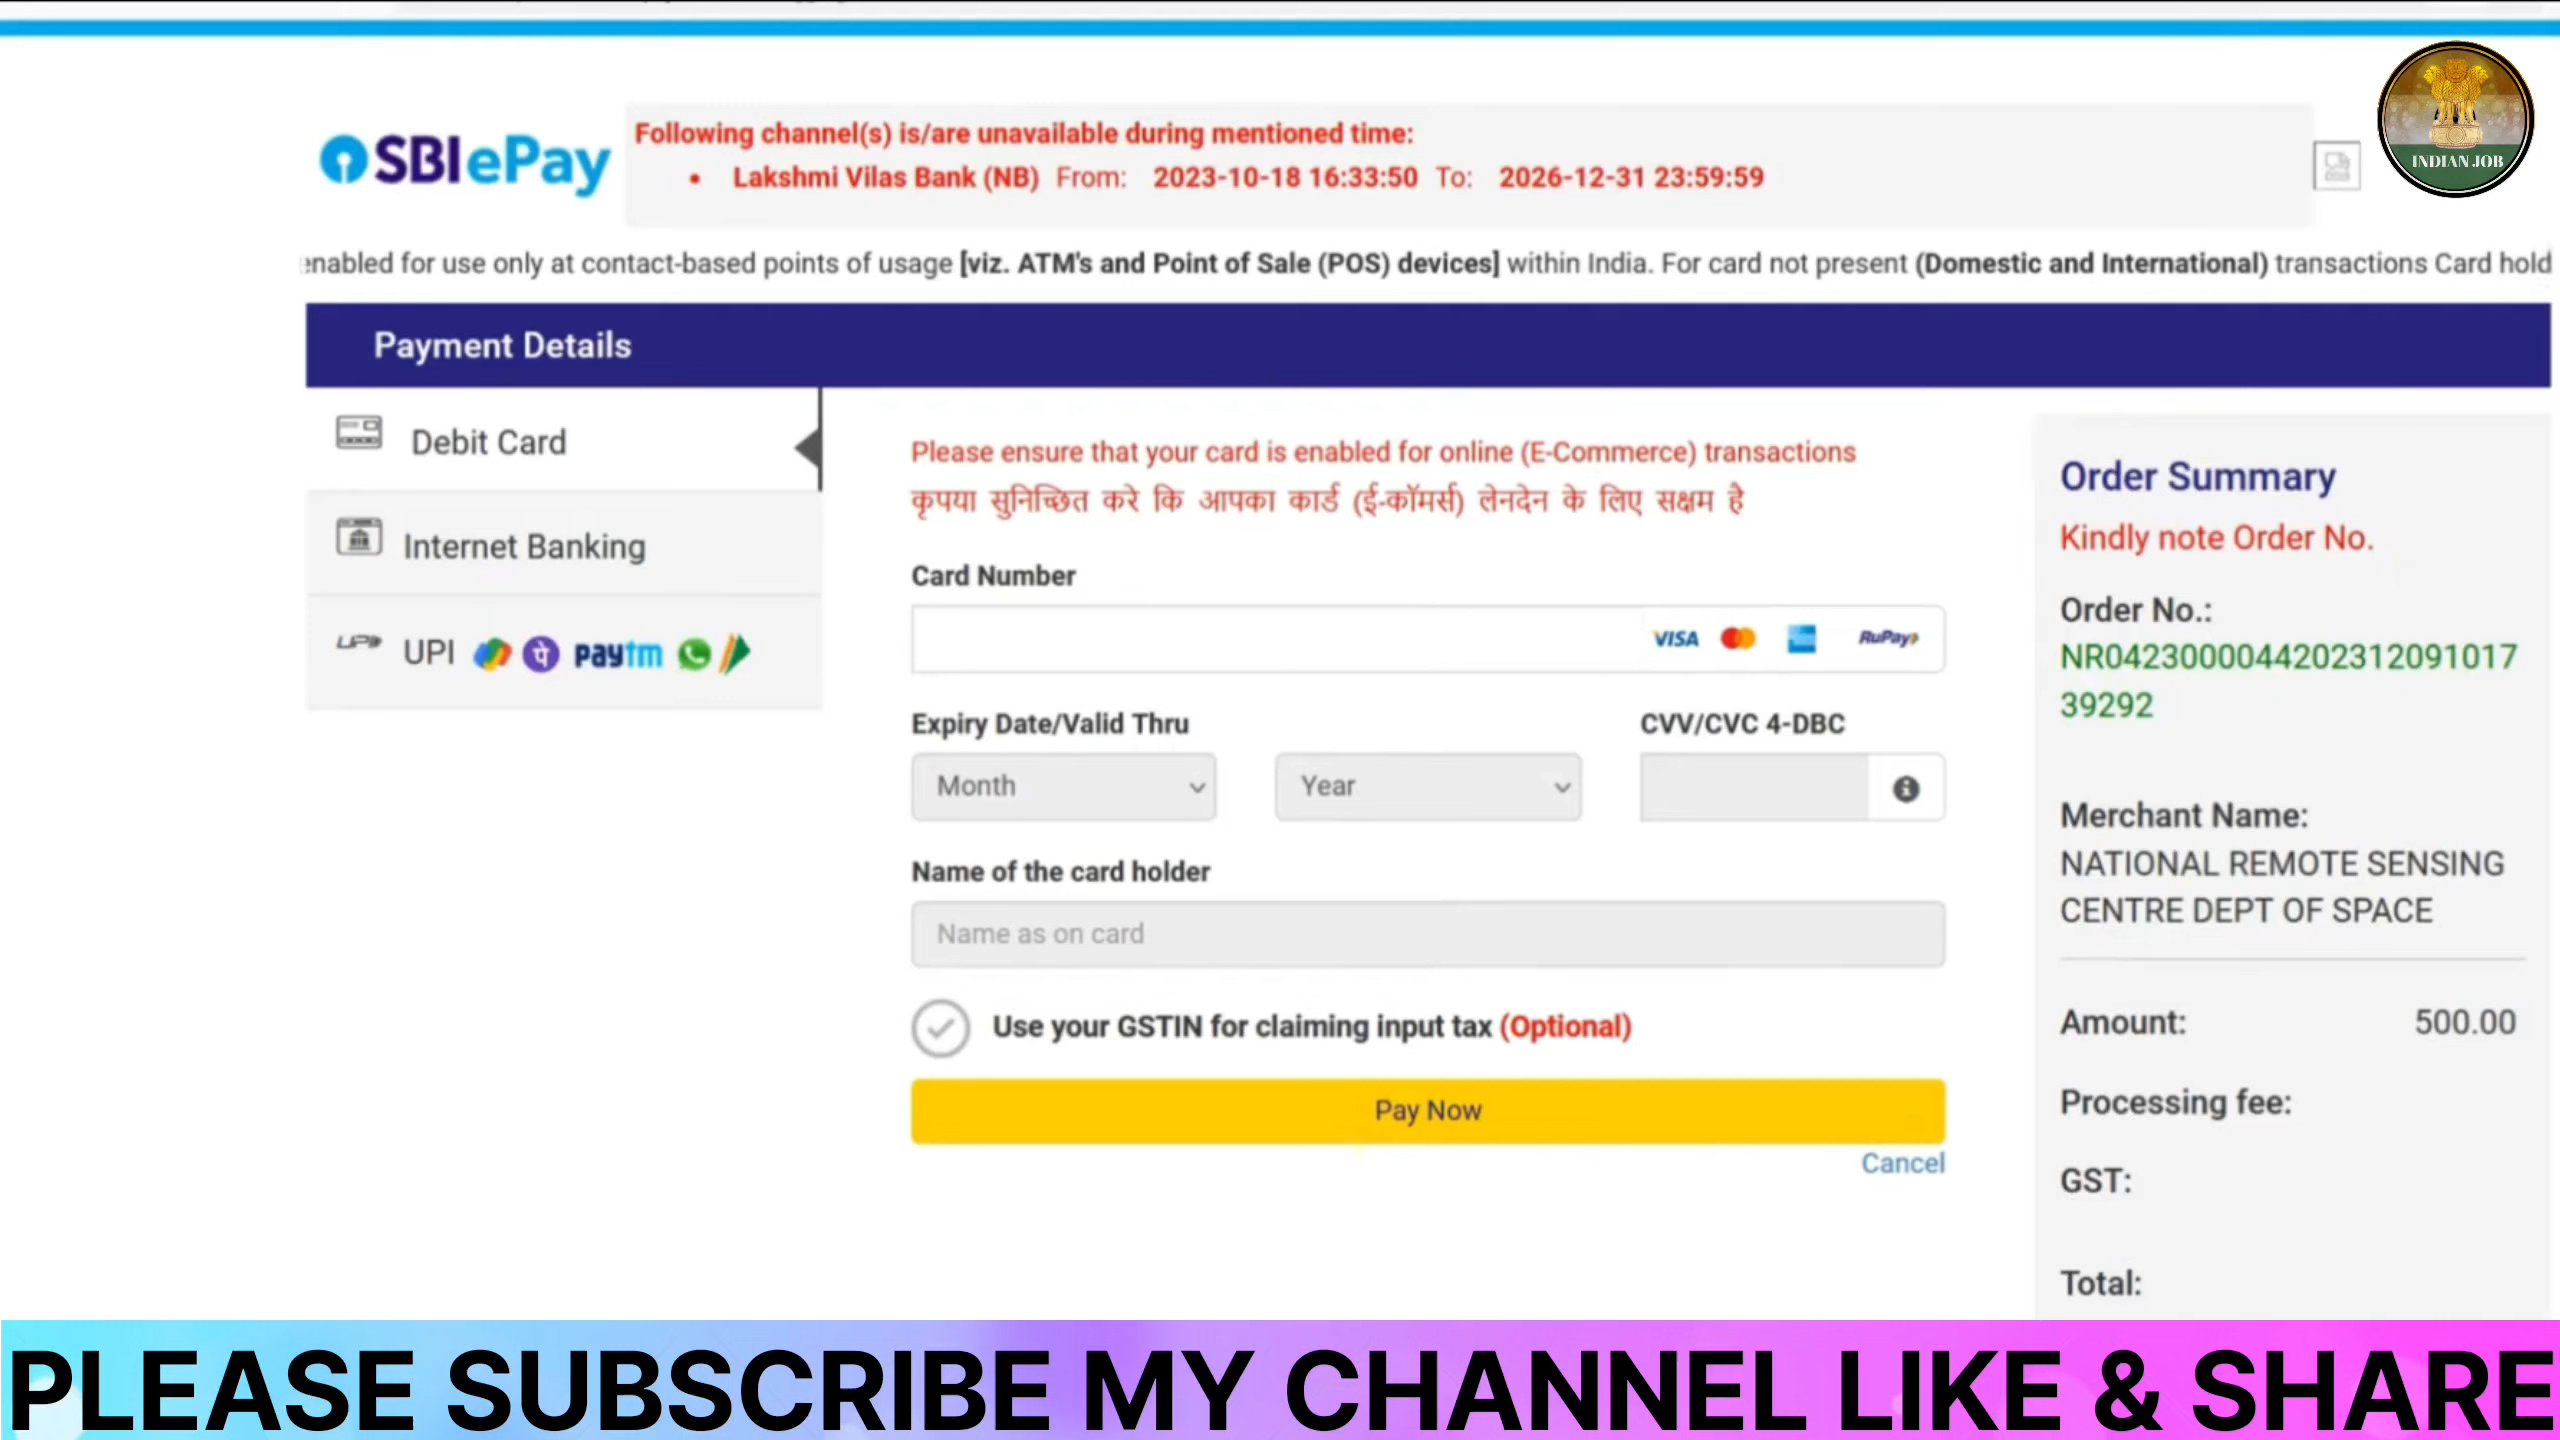 SBI ePay
Following channel(s) is/are unavailable during mentioned time:
• Lakshmi Vilas Bank (NB) From: 2023-10-18 16:33:50 To: 2026-12-31 23:59:59
INDIAN JOB
enabled for use only at contact-based points of usage [viz. ATM's and Point of Sale (POS) devices] within India. For card not present (Domestic and International) transactions Card hold
Payment Details
Debit Card
Internet Banking
UPI पे paytm
Please ensure that your card is enabled for online (E-Commerce) transactions
कृपया सुनिच्छित करे कि आपका कार्ड (ई-कॉमर्स) लेनदेन के लिए सक्षम है
Card Number
VISA RuPay
Expiry Date/Valid Thru
CVV/CVC 4-DBC
Month
Year
Name of the card holder
Name as on card
Use your GSTIN for claiming input tax (Optional)
Pay Now
Cancel
Order Summary
Kindly note Order No.
Order No.:
NR0423000044202312091017
39292
Merchant Name:
NATIONAL REMOTE SENSING
CENTRE DEPT OF SPACE
Amount: 500.00
Processing fee:
GST:
Total:
PLEASE SUBSCRIBE MY CHANNEL LIKE & SHARE